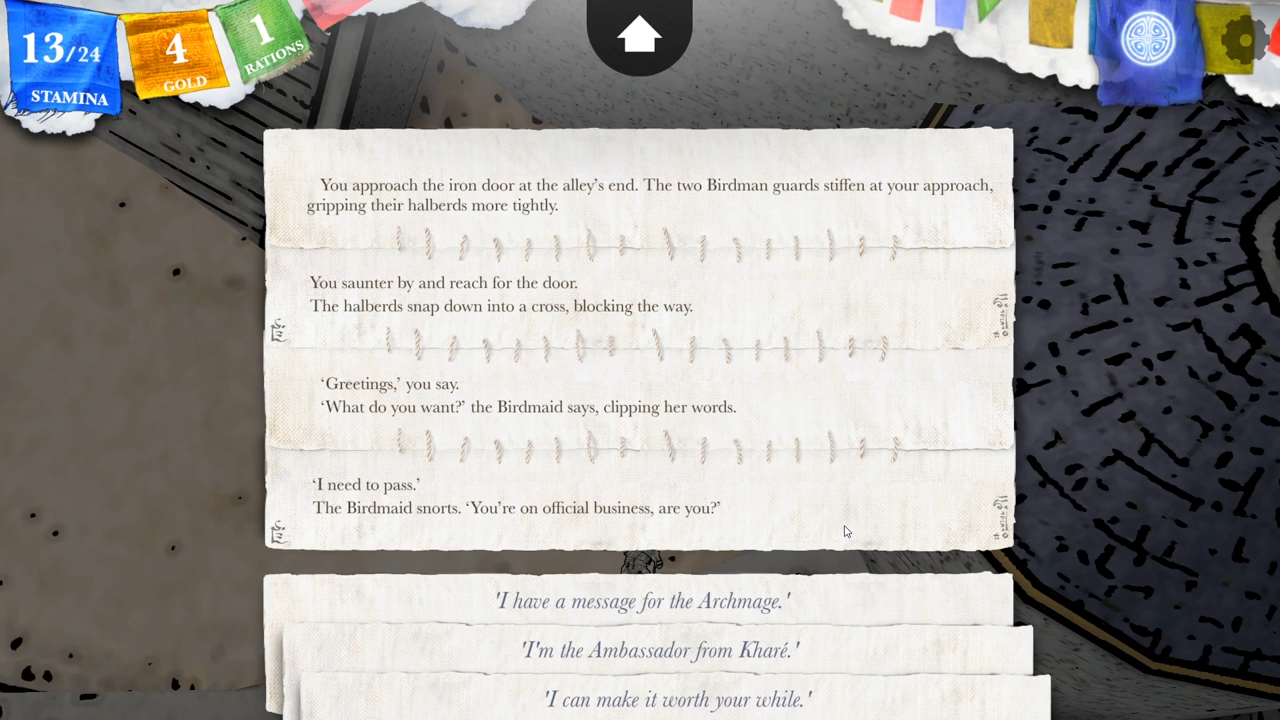 13/24
STAMINA
4
GOLD
1
RATIONS
You approach the iron door at the alley’s end. The two Birdman guards stiffen at your approach,
gripping their halberds more tightly.
You saunter by and reach for the door.
The halberds snap down into a cross, blocking the way.
‘Greetings,’ you say.
‘What do you want?’ the Birdmaid says, clipping her words.
‘I need to pass.’
The Birdmaid snorts. ‘You’re on official business, are you?’
'I have a message for the Archmage.'
'I'm the Ambassador from Kharé.'
'I can make it worth your while.'